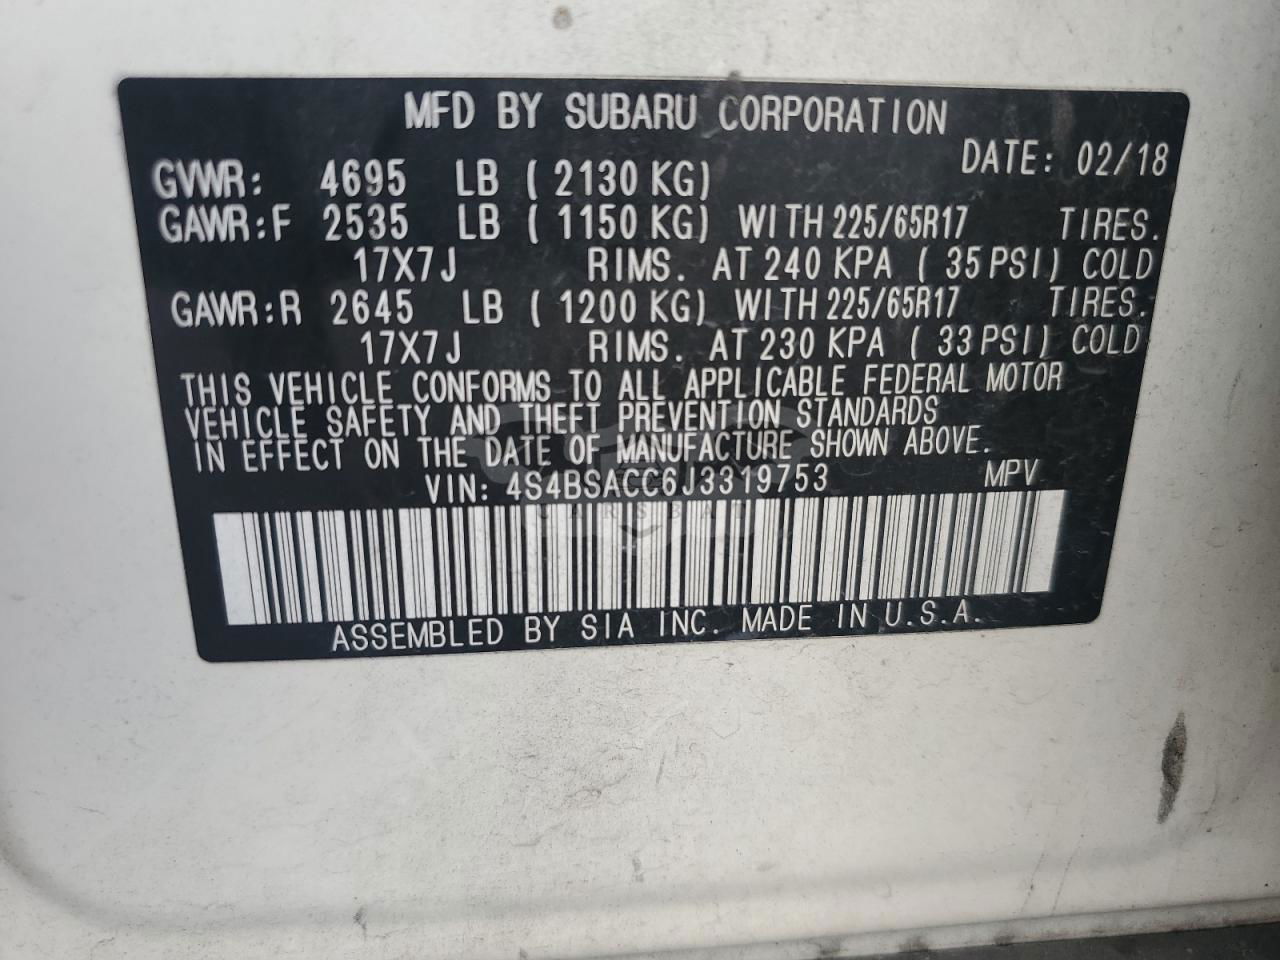 MFD BY SUBARU CORPORATION
DATE: 02/18
GVWR: 4695 LB ( 2130 KG)
GAWR:F 2535 LB ( 1150 KG) WITH 225/65R17 TIRES.
17X7J RIMS. AT 240 KPA ( 35 PSI) COLD
GAWR:R 2645 LB ( 1200 KG) WITH 225/65R17 TIRES.
17X7J RIMS. AT 230 KPA ( 33 PSI) COLD
THIS VEHICLE CONFORMS TO ALL APPLICABLE FEDERAL MOTOR
VEHICLE SAFETY AND THEFT PREVENTION STANDARDS
IN EFFECT ON THE DATE OF MANUFACTURE SHOWN ABOVE.
VIN: 4S4BSACC6J3319753 MPV
CARSBAT
ASSEMBLED BY SIA INC. MADE IN U.S.A.